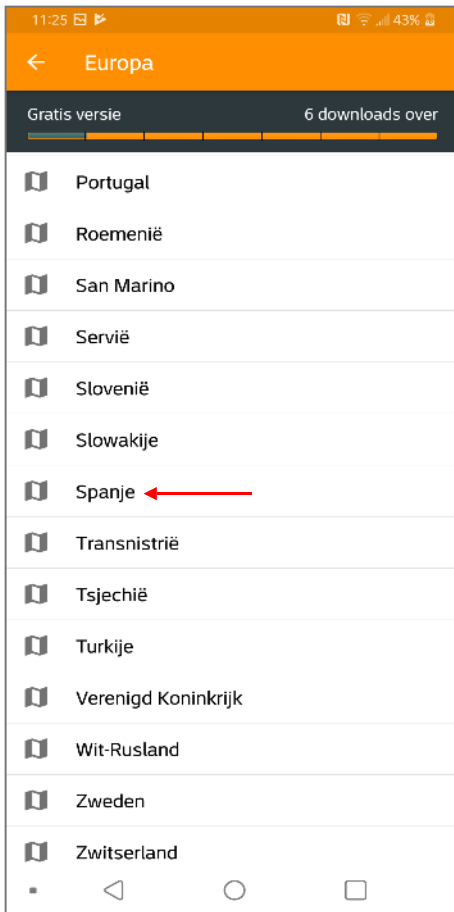 11:25 43%
Europa
Gratis versie 6 downloads over
Portugal
Roemenië
San Marino
Servië
Slovenië
Slowakije
Spanje
Transnistrië
Tsjechië
Turkije
Verenigd Koninkrijk
Wit-Rusland
Zweden
Zwitserland